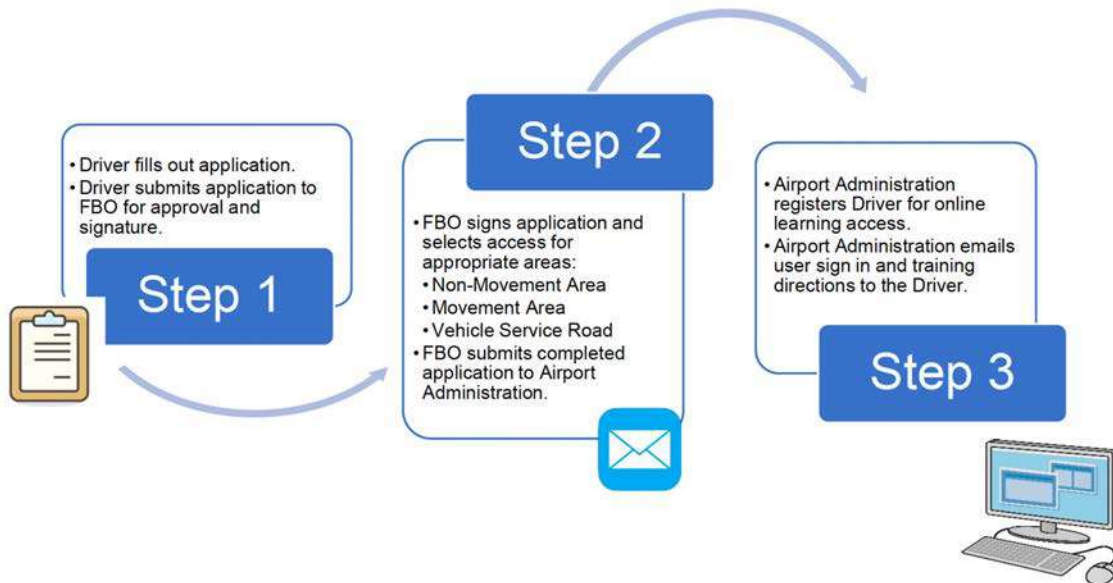 Step 1
• Driver fills out application.
• Driver submits application to
FBO for approval and
signature.
Step 2
• FBO signs application and
selects access for
appropriate areas:
• Non-Movement Area
• Movement Area
• Vehicle Service Road
• FBO submits completed
application to Airport
Administration.
Step 3
• Airport Administration
registers Driver for online
learning access.
• Airport Administration emails
user sign in and training
directions to the Driver.